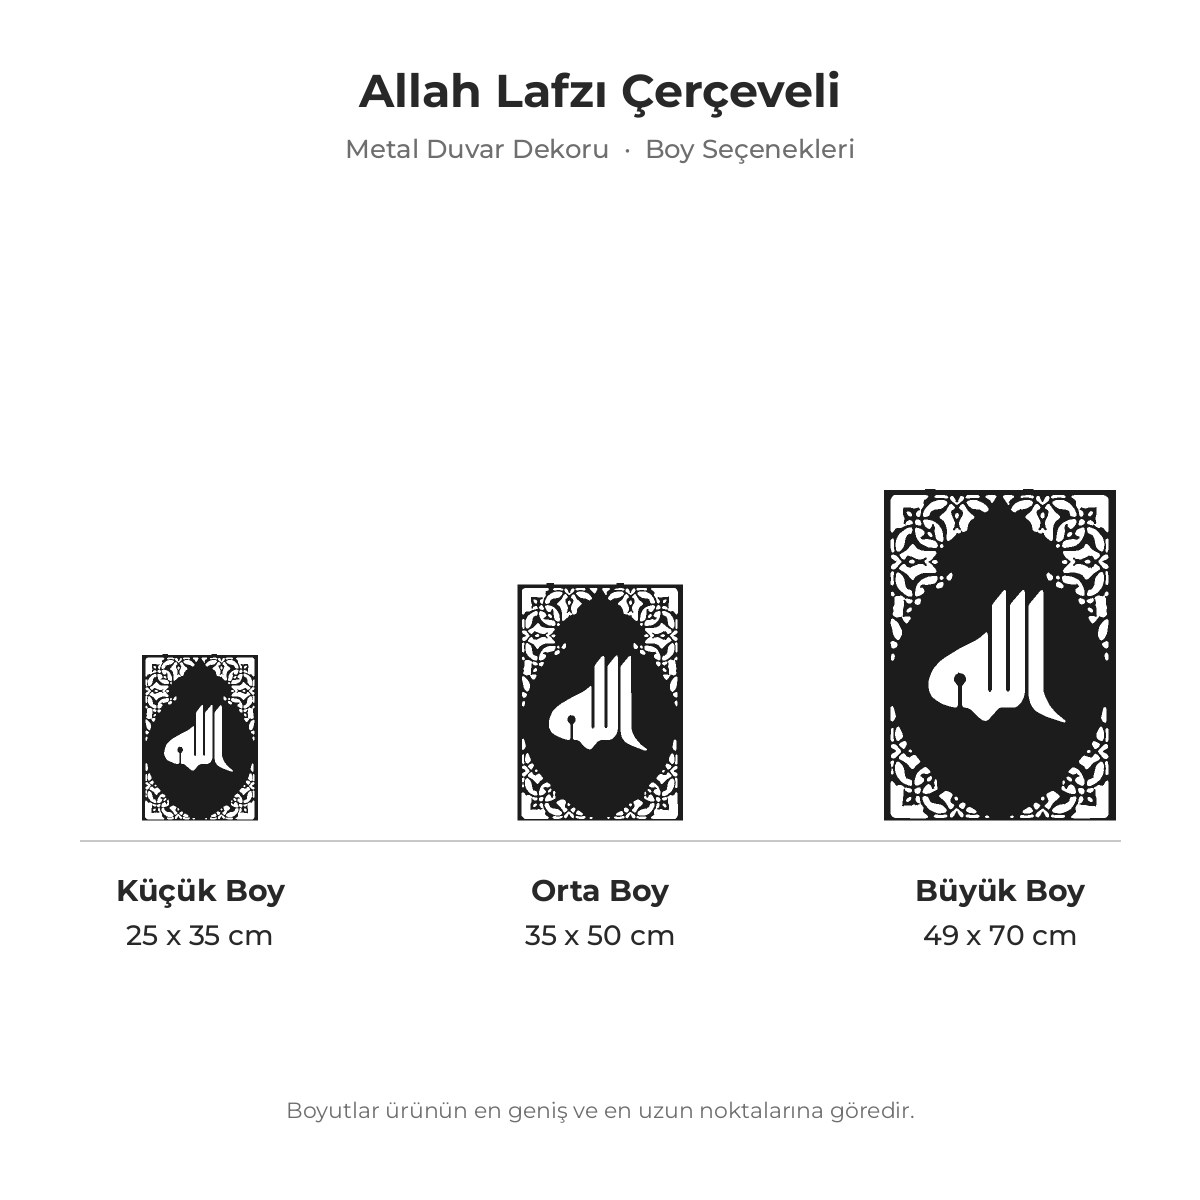 Allah Lafzı Çerçeveli
Metal Duvar Dekoru · Boy Seçenekleri
الله
الله
الله
Küçük Boy
Orta Boy
Büyük Boy
25 x 35 cm
35 x 50 cm
49 x 70 cm
Boyutlar ürünün en geniş ve en uzun noktalarına göredir.